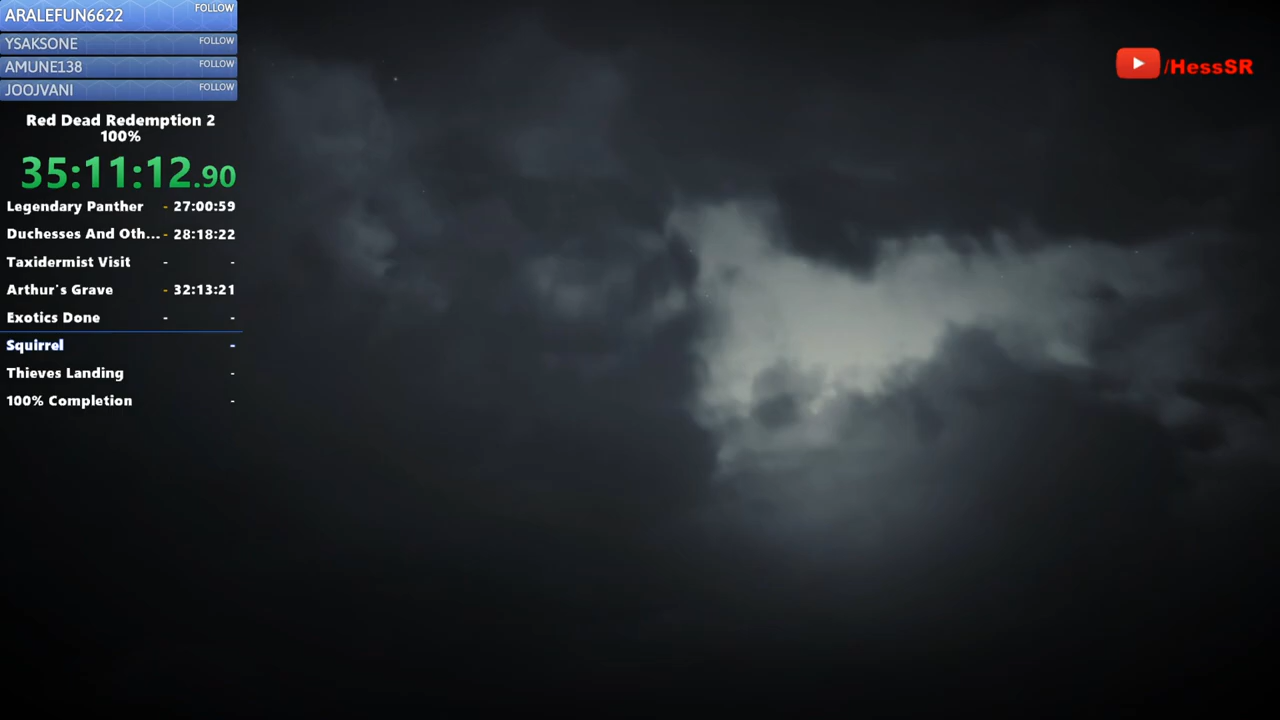 ARALEFUN6622 FOLLOW
YSAKSONE FOLLOW
AMUNE138 FOLLOW
JOOJVANI FOLLOW
/HessSR
Red Dead Redemption 2
100%
35:11:12.90
Legendary Panther - 27:00:59
Duchesses And Oth... - 28:18:22
Taxidermist Visit - -
Arthur's Grave - 32:13:21
Exotics Done - -
Squirrel -
Thieves Landing -
100% Completion -